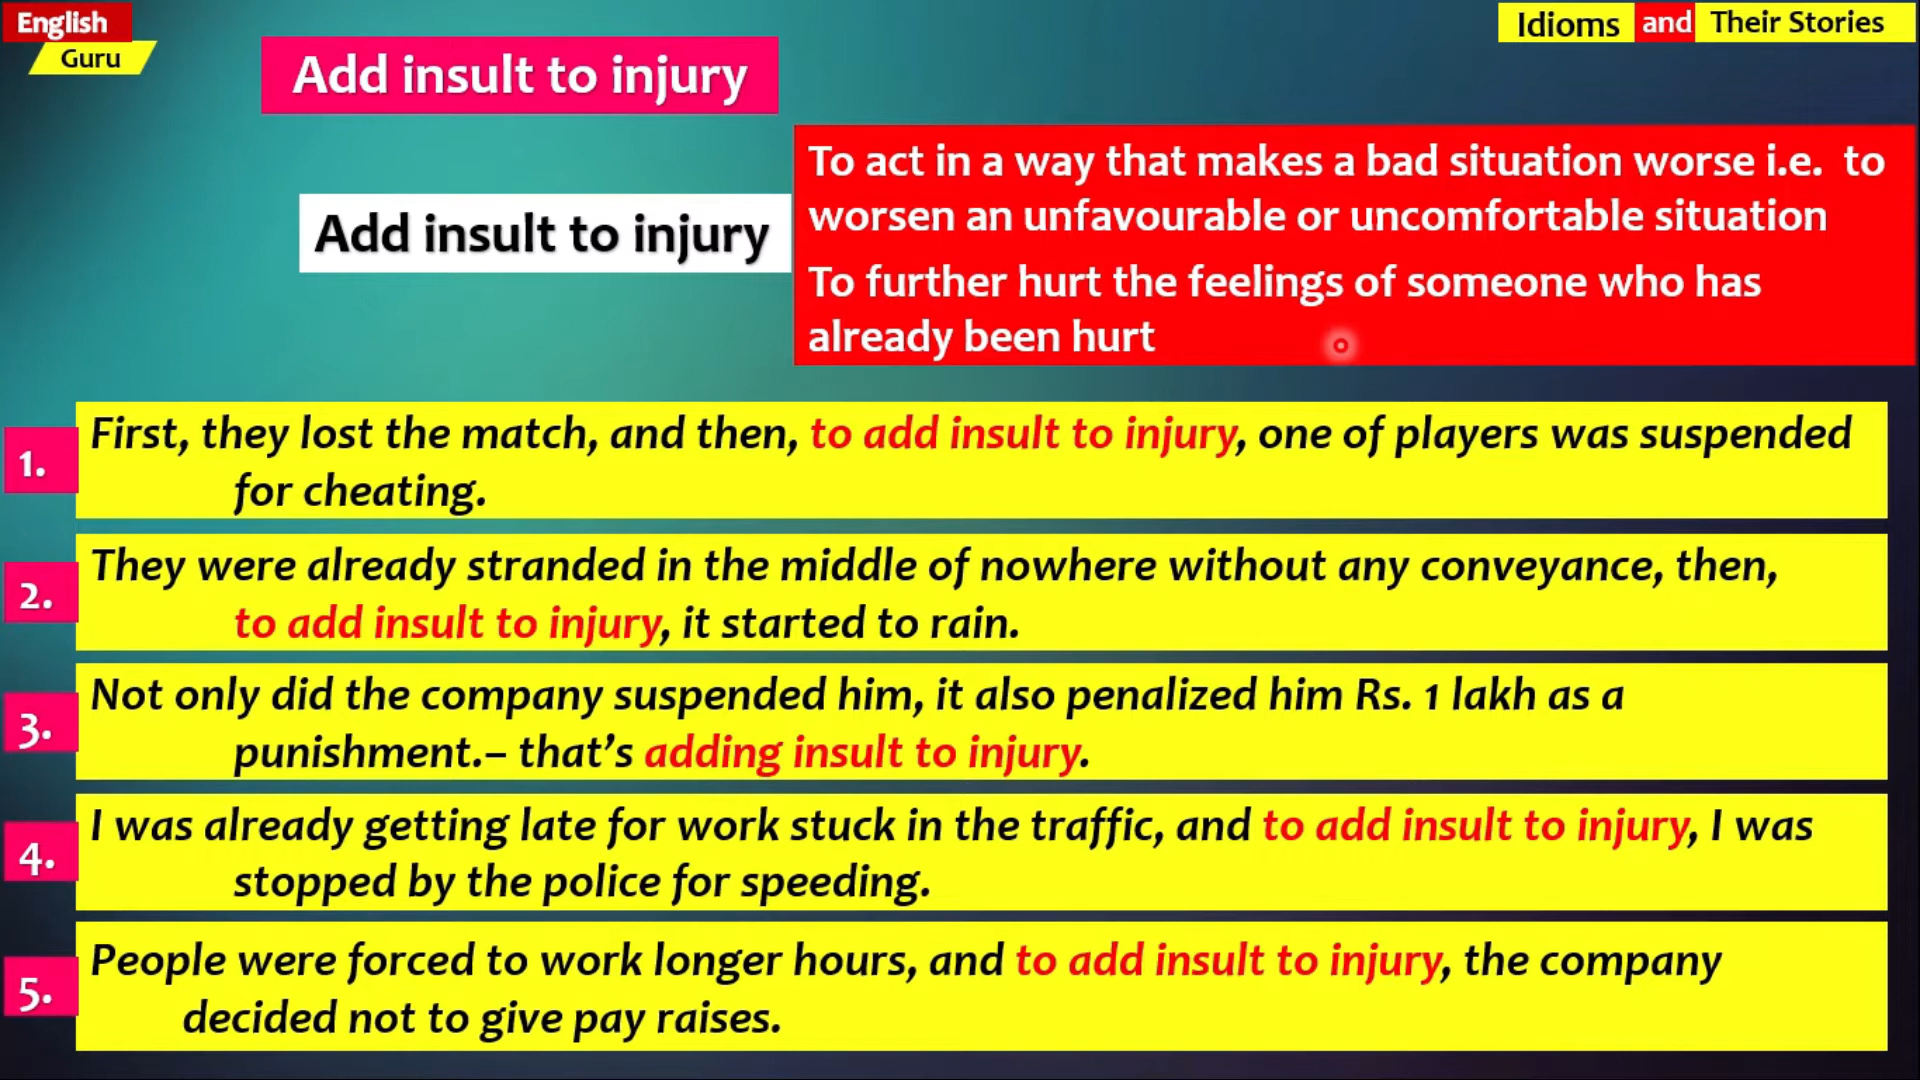 English
Guru
Idioms and Their Stories
Add insult to injury
Add insult to injury
To act in a way that makes a bad situation worse i.e. to
worsen an unfavourable or uncomfortable situation
To further hurt the feelings of someone who has
already been hurt
1. First, they lost the match, and then, to add insult to injury, one of players was suspended
for cheating.
2. They were already stranded in the middle of nowhere without any conveyance, then,
to add insult to injury, it started to rain.
3. Not only did the company suspended him, it also penalized him Rs. 1 lakh as a
punishment.– that’s adding insult to injury.
4. I was already getting late for work stuck in the traffic, and to add insult to injury, I was
stopped by the police for speeding.
5. People were forced to work longer hours, and to add insult to injury, the company
decided not to give pay raises.